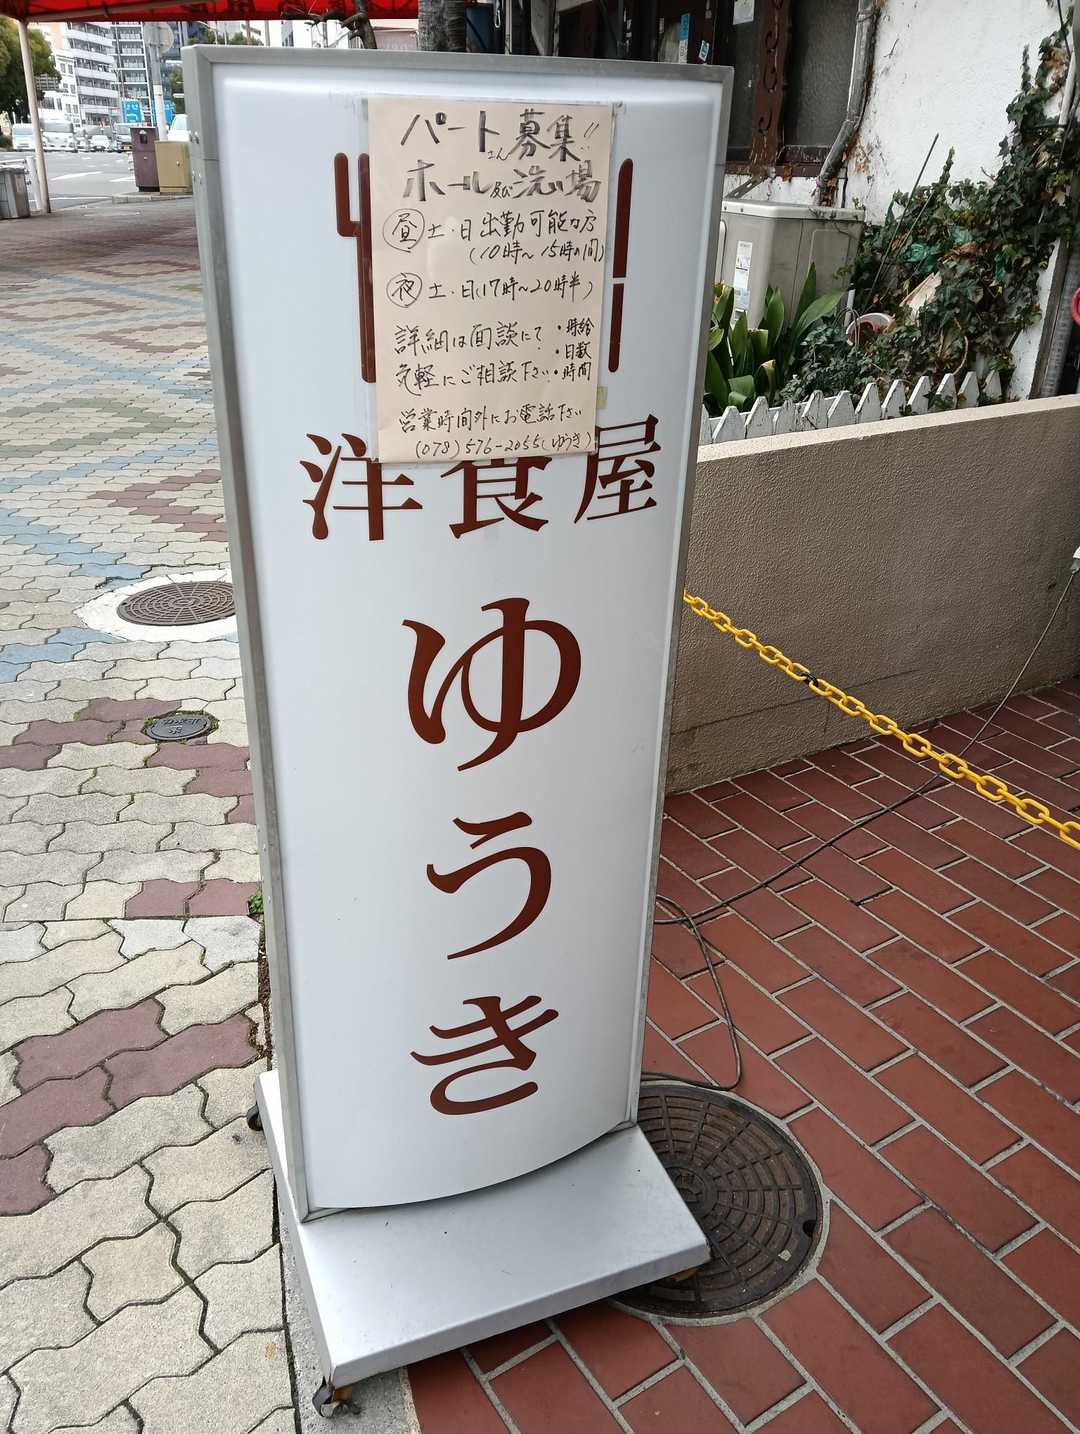 パートさん募集!!
ホール及び洗い場
昼 土・日 出勤可能な方
(10時～15時の間)
夜 土・日(17時～20時半)
詳細は面談にて
気軽にご相談下さい
・時給
・日数
・時間
営業時間外にお電話下さい
(078)576-2055(ゆうき)
洋食屋
ゆうき